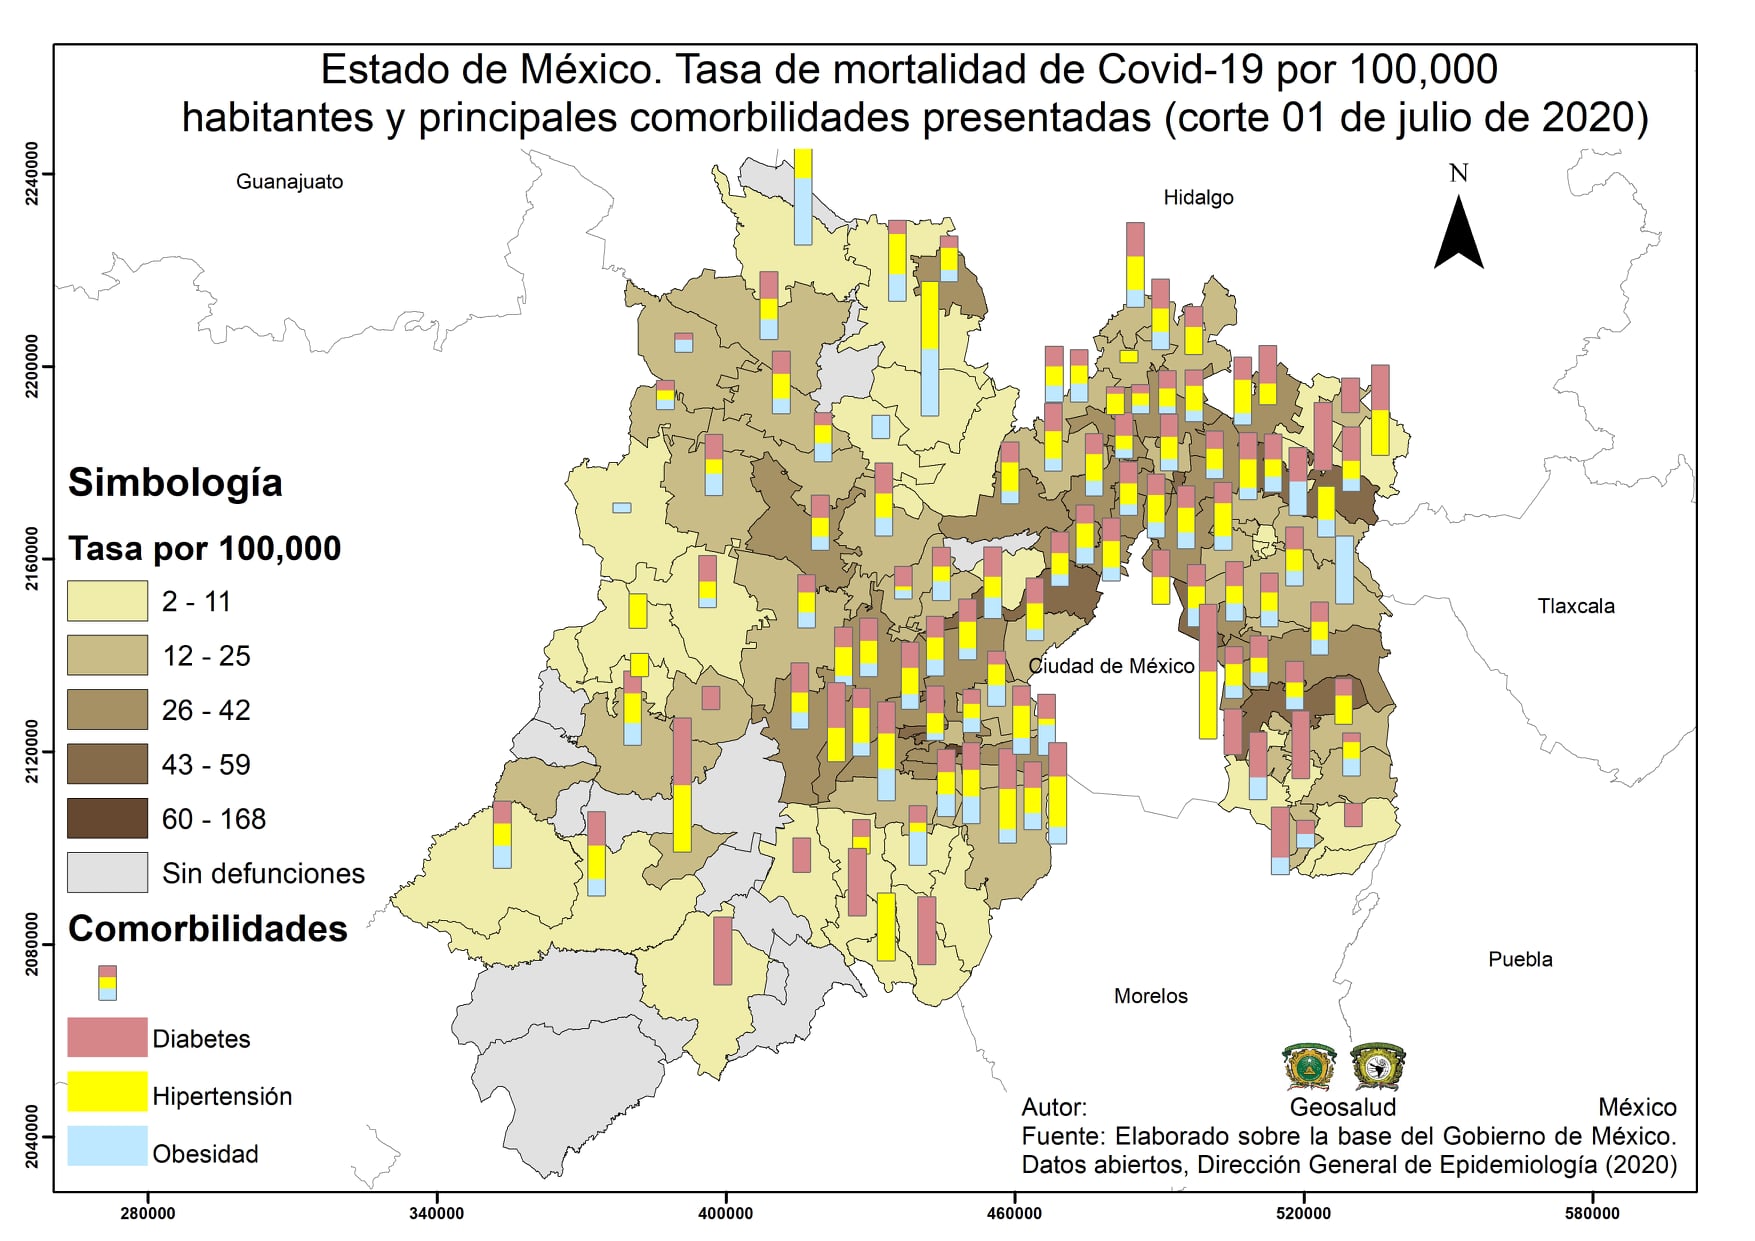 Estado de México. Tasa de mortalidad de Covid-19 por 100,000
habitantes y principales comorbilidades presentadas (corte 01 de julio de 2020)
Guanajuato
Hidalgo
N
Tlaxcala
Ciudad de México
Puebla
Morelos
Simbología
Tasa por 100,000
2 - 11
12 - 25
26 - 42
43 - 59
60 - 168
Sin defunciones
Comorbilidades
Diabetes
Hipertensión
Obesidad
Autor: Geosalud México
Fuente: Elaborado sobre la base del Gobierno de México.
Datos abiertos, Dirección General de Epidemiología (2020)
2240000
2200000
2160000
2120000
2080000
2040000
280000 340000 400000 460000 520000 580000